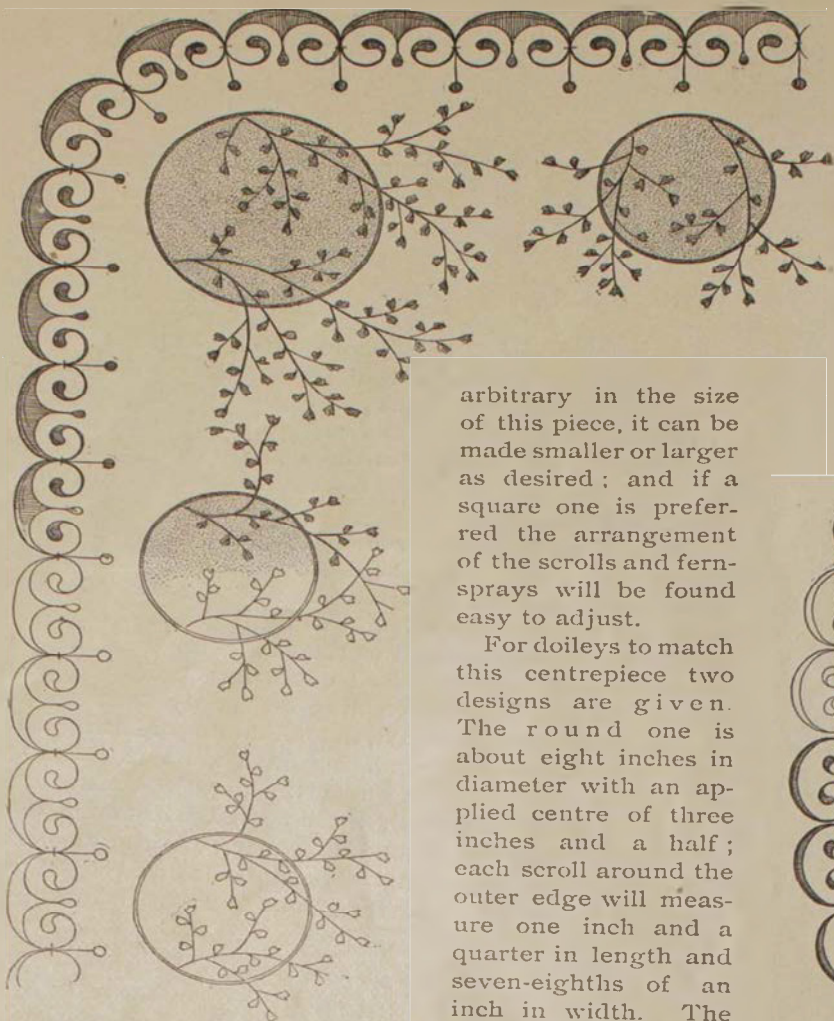 arbitrary in the size
of this piece, it can be
made smaller or larger
as desired ; and if a
square one is prefer-
red the arrangement
of the scrolls and fern-
sprays will be found
easy to adjust.
For doileys to match
this centrepiece two
designs are given.
The round one is
about eight inches in
diameter with an ap-
plied centre of three
inches and a half ;
each scroll around the
outer edge will meas-
ure one inch and a
quarter in length and
seven-eighths of an
inch in width. The